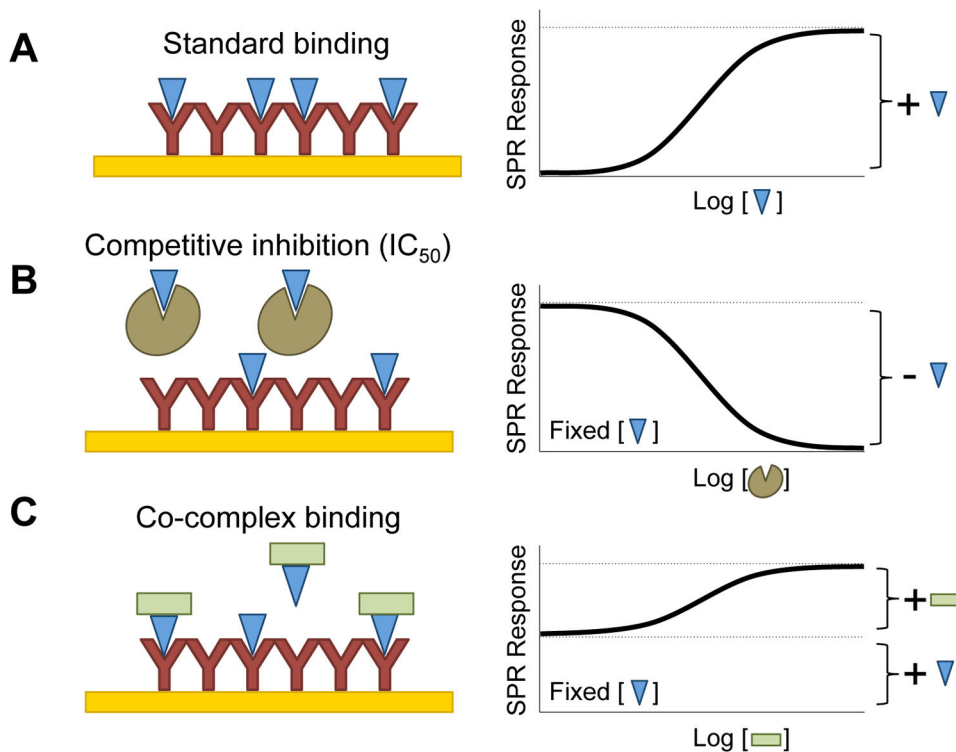 A
Standard binding
SPR Response
+
Log [ ]
B
Competitive inhibition (IC50)
SPR Response
Fixed [ ]
-
Log [ ]
C
Co-complex binding
SPR Response
Fixed [ ]
+
+
Log [ ]